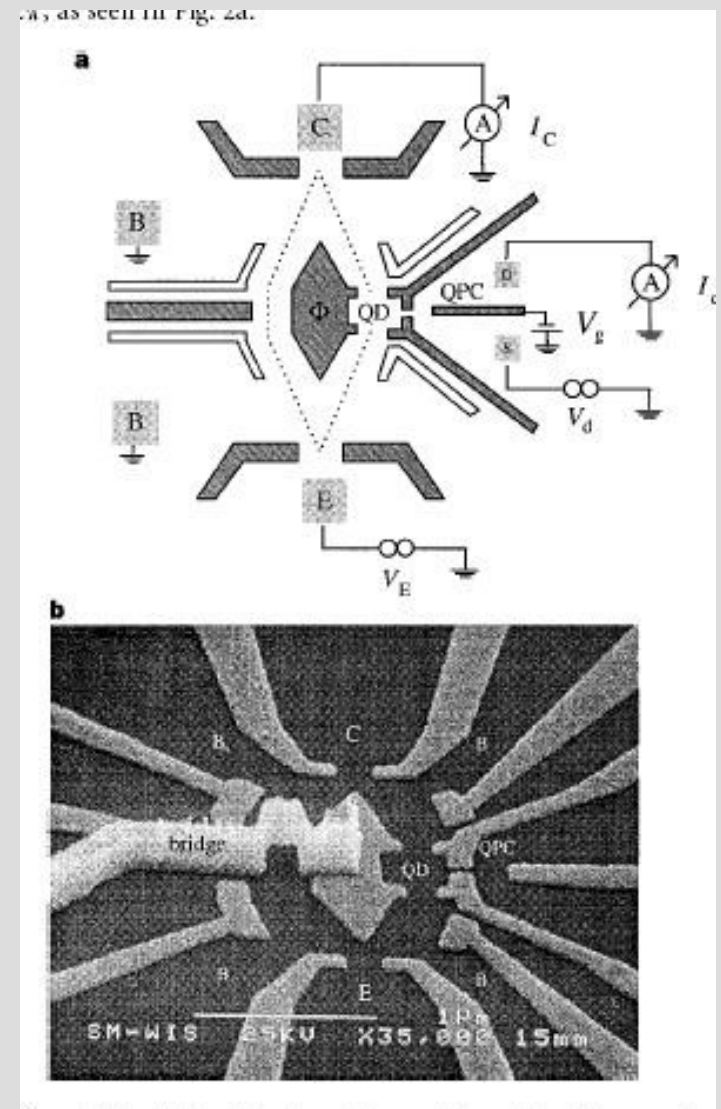 , as seen in Fig. 2a.
a
C
A
I_C
B
D
QPC
A
Φ
QD
V_g
I_d
S
V_d
B
E
V_E
b
C
B
B
bridge
QPC
QD
B
B
E
1μm
SM-WIS 25KV X35,000 15mm